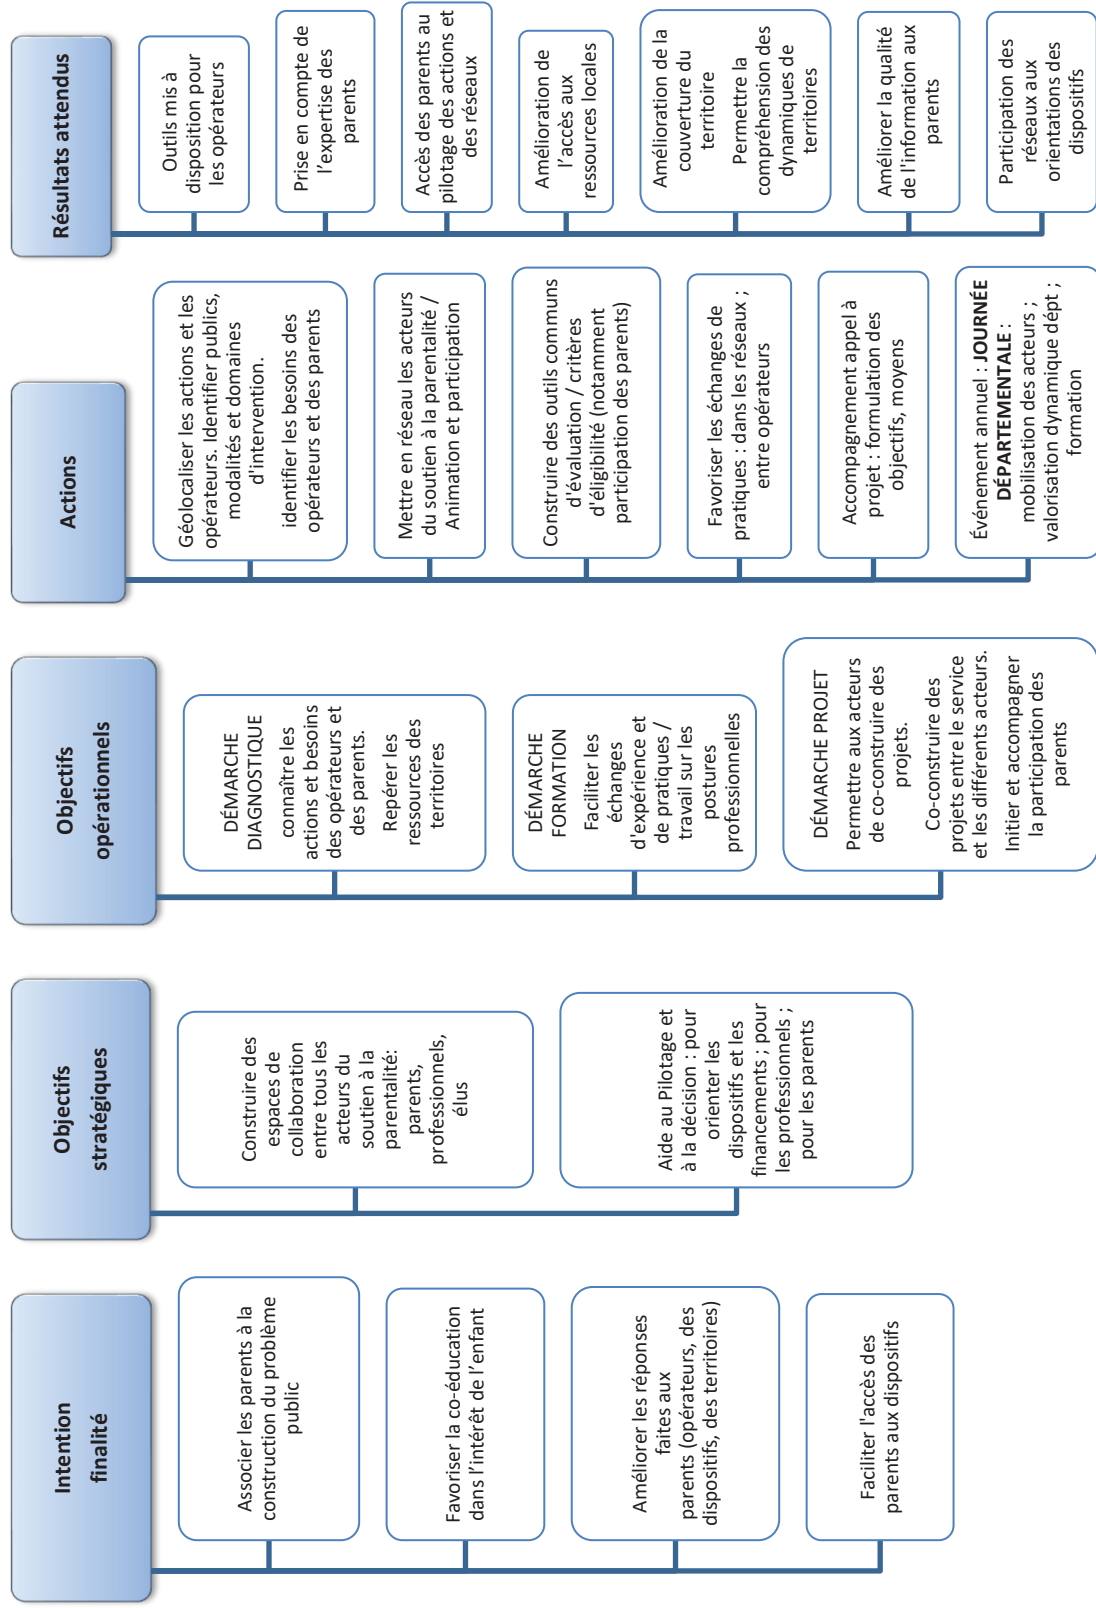 Intention
finalité
Associer les parents à la
construction du problème
public
Favoriser la co-éducation
dans l'intérêt de l'enfant
Améliorer les réponses
faites aux
parents (opérateurs, des
dispositifs, des territoires)
Faciliter l'accès des
parents aux dispositifs
Objectifs
stratégiques
Construire des
espaces de
collaboration
entre tous les
acteurs du
soutien à la
parentalité:
parents,
professionnels,
élus
Aide au Pilotage et
à la décision : pour
orienter les
dispositifs et les
financements ; pour
les professionnels ;
pour les parents
Objectifs
opérationnels
DÉMARCHE
DIAGNOSTIQUE
connaître les
actions et besoins
des opérateurs et
des parents.
Repérer les
ressources des
territoires
DÉMARCHE
FORMATION
Faciliter les
échanges
d'expérience et
de pratiques /
travail sur les
postures
professionnelles
DÉMARCHE PROJET
Permettre aux acteurs
de co-construire des
projets.
Co-construire des
projets entre le service
et les différents acteurs.
Initier et accompagner
la participation des
parents
Actions
Géolocaliser les actions et les
opérateurs. Identifier publics,
modalités et domaines
d'intervention.
identifier les besoins des
opérateurs et des parents
Mettre en réseau les acteurs
du soutien à la parentalité /
Animation et participation
Construire des outils communs
d'évaluation / critères
d'éligibilité (notamment
participation des parents)
Favoriser les échanges de
pratiques : dans les réseaux ;
entre opérateurs
Accompagnement appel à
projet : formulation des
objectifs, moyens
Événement annuel : JOURNÉE
DÉPARTEMENTALE :
mobilisation des acteurs ;
valorisation dynamique dépt ;
formation
Résultats attendus
Outils mis à
disposition pour
les opérateurs
Prise en compte de
l'expertise des
parents
Accès des parents au
pilotage des actions et
des réseaux
Amélioration de
l'accès aux
ressources locales
Amélioration de la
couverture du
territoire
Permettre la
compréhension des
dynamiques de
territoires
Améliorer la qualité
de l'information aux
parents
Participation des
réseaux aux
orientations des
dispositifs